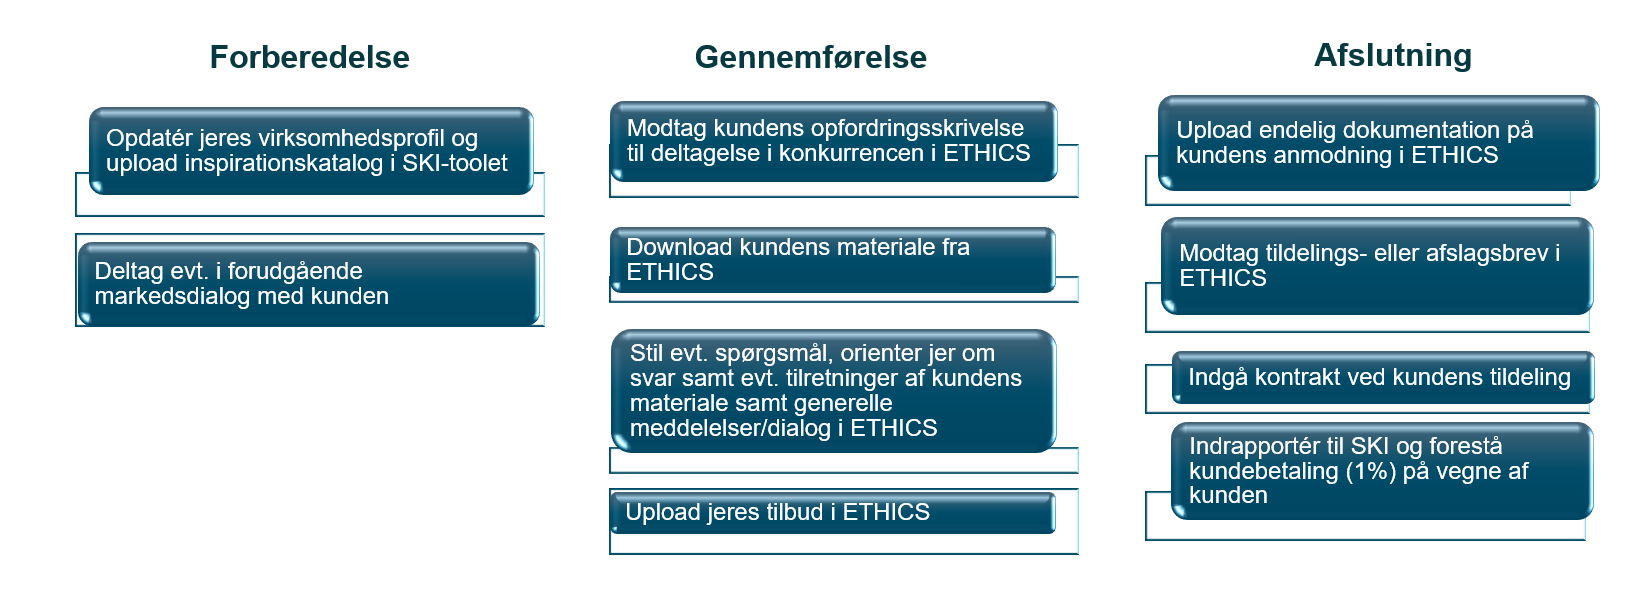 Forberedelse
Opdatér jeres virksomhedsprofil og
upload inspirationskatalog i SKI-toolet
Deltag evt. i forudgående
markedsdialog med kunden
Gennemførelse
Modtag kundens opfordringsskrivelse
til deltagelse i konkurrencen i ETHICS
Download kundens materiale fra
ETHICS
Stil evt. spørgsmål, orienter jer om
svar samt evt. tilretninger af kundens
materiale samt generelle
meddelelser/dialog i ETHICS
Upload jeres tilbud i ETHICS
Afslutning
Upload endelig dokumentation på
kundens anmodning i ETHICS
Modtag tildelings- eller afslagsbrev i
ETHICS
Indgå kontrakt ved kundens tildeling
Indrapportér til SKI og forestå
kundebetaling (1%) på vegne af
kunden